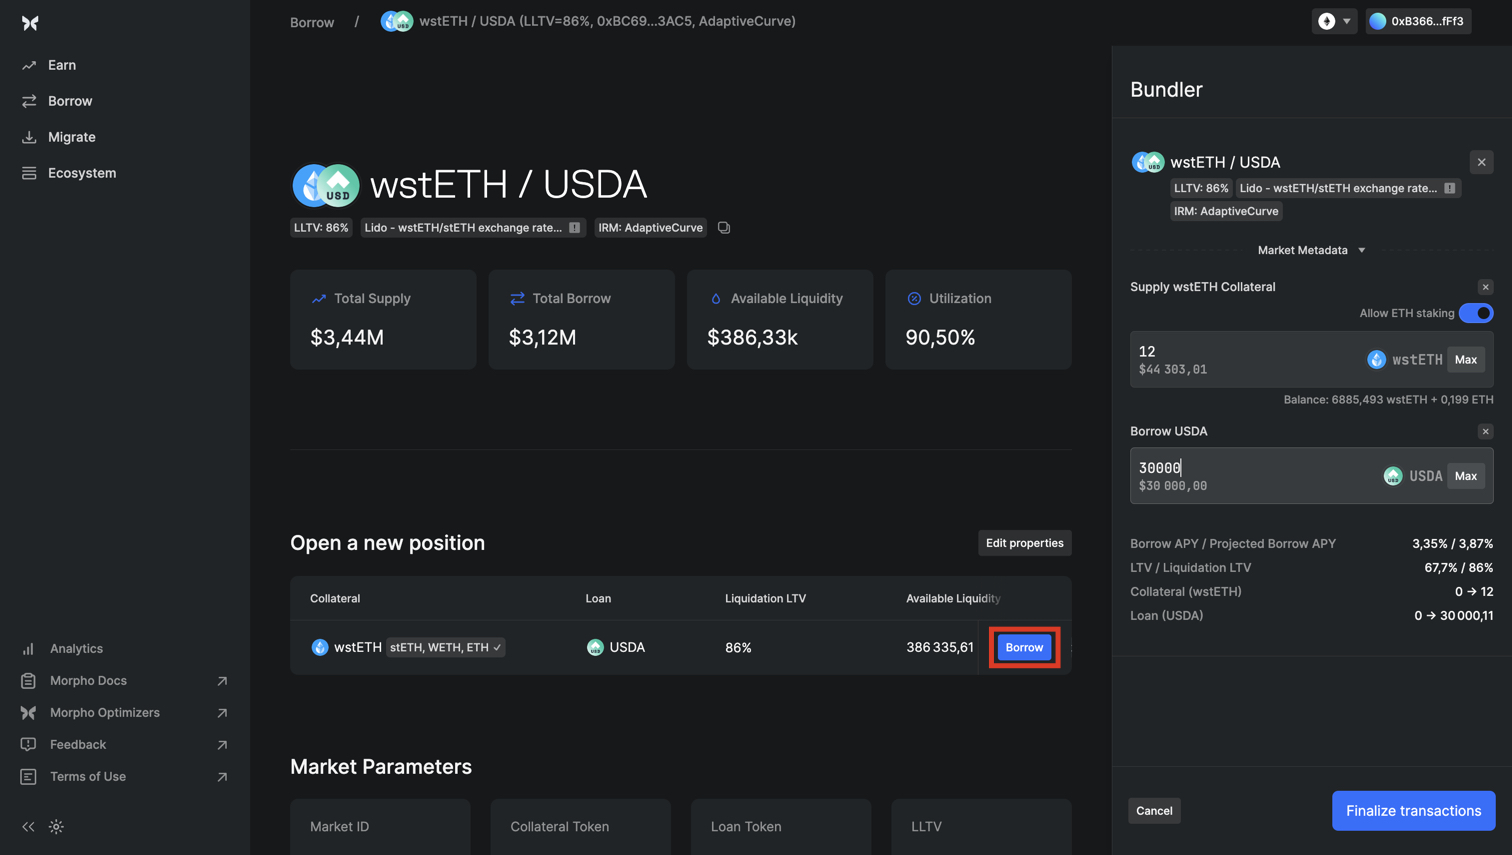 Earn
Borrow
Migrate
Ecosystem
Analytics
Morpho Docs
Morpho Optimizers
Feedback
Terms of Use
Borrow / wstETH / USDA (LLTV=86%, 0xBC69...3AC5, AdaptiveCurve)
0xB366...fFf3
wstETH / USDA
LLTV: 86% Lido - wstETH/stETH exchange rate... IRM: AdaptiveCurve
Total Supply
$3,44M
Total Borrow
$3,12M
Available Liquidity
$386,33k
Utilization
90,50%
Open a new position
Edit properties
Collateral Loan Liquidation LTV Available Liquidity
wstETH stETH, WETH, ETH USDA 86% 386 335,61 Borrow
Market Parameters
Market ID
Collateral Token
Loan Token
LLTV
Bundler
wstETH / USDA
LLTV: 86% Lido - wstETH/stETH exchange rate...
IRM: AdaptiveCurve
Market Metadata
Supply wstETH Collateral
Allow ETH staking
12
$44 303,01
wstETH Max
Balance: 6885,493 wstETH + 0,199 ETH
Borrow USDA
30000
$30 000,00
USDA Max
Borrow APY / Projected Borrow APY 3,35% / 3,87%
LTV / Liquidation LTV 67,7% / 86%
Collateral (wstETH) 0 → 12
Loan (USDA) 0 → 30 000,11
Cancel
Finalize transactions